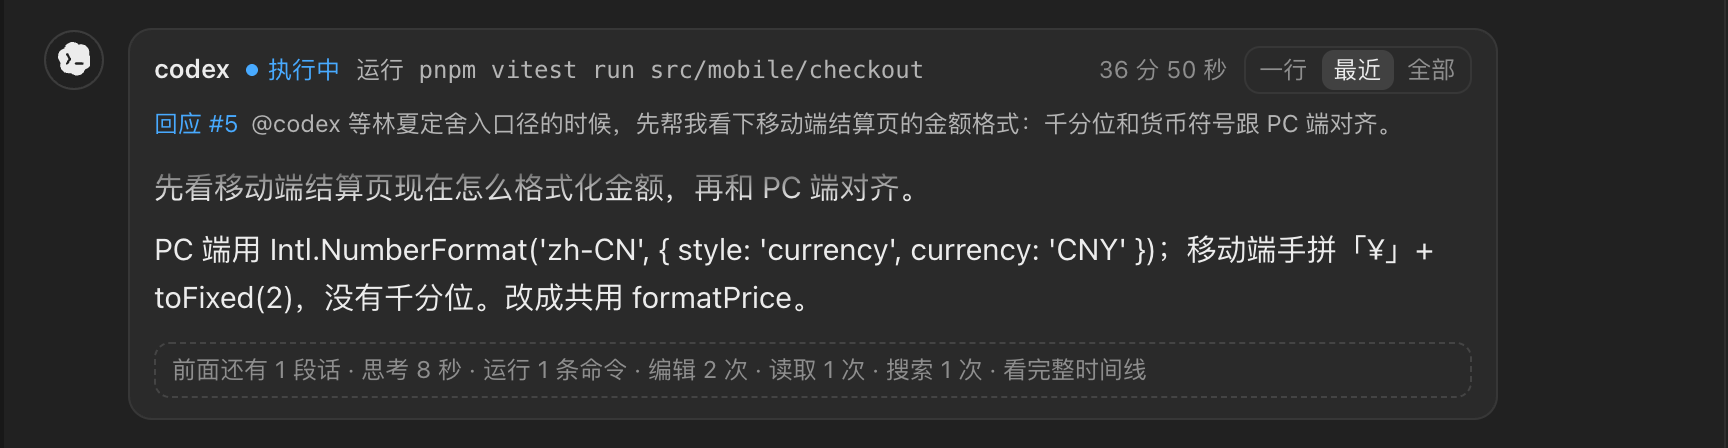 codex 执行中 运行 pnpm vitest run src/mobile/checkout 36 分 50 秒 一行 最近 全部
回应 #5 @codex 等林夏定舍入口径的时候，先帮我看下移动端结算页的金额格式：千分位和货币符号跟 PC 端对齐。
先看移动端结算页现在怎么格式化金额，再和 PC 端对齐。
PC 端用 Intl.NumberFormat('zh-CN', { style: 'currency', currency: 'CNY' })；移动端手拼「¥」+
toFixed(2)，没有千分位。改成共用 formatPrice。
前面还有 1 段话 · 思考 8 秒 · 运行 1 条命令 · 编辑 2 次 · 读取 1 次 · 搜索 1 次 · 看完整时间线